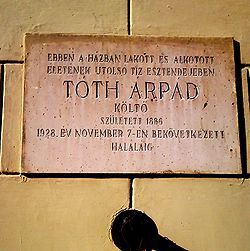 EBBEN A HÁZBAN LAKOTT ÉS ALKOTOTT
ÉLETÉNEK UTOLSÓ TÍZ ESZTENDEJÉBEN
TÓTH ÁRPÁD
KÖLTŐ
SZÜLETETT 1886
1928. ÉV NOVEMBER 7-ÉN BEKÖVETKEZETT
HALÁLÁIG